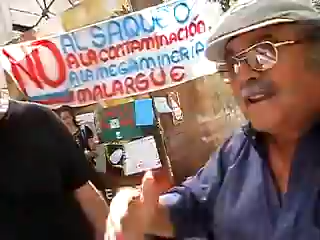 NO AL SAQUEO
A LA CONTAMINACIÓN
A LA MEGAMINERIA
MALARGUE